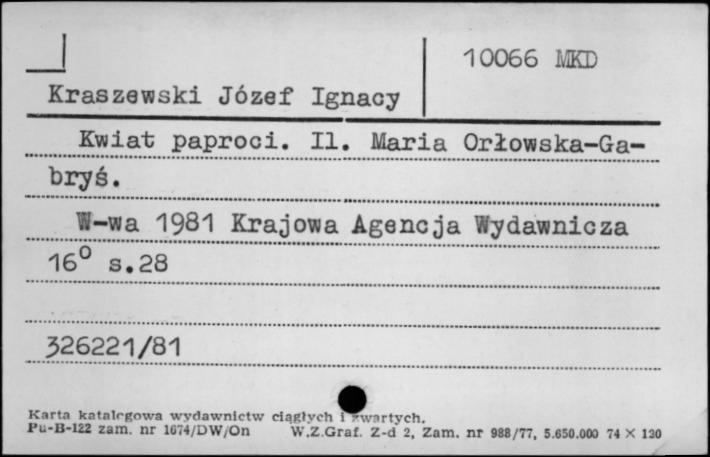 10066 MKD
Kraszewski Józef Ignacy
Kwiat paproci. Il. Maria Orłowska-Ga-
bryś.
W-wa 1981 Krajowa Agencja Wydawnicza
16⁰ s.28
326221/81
Karta katalogowa wydawnictw ciągłych i zwartych.
Pu-B-122 zam. nr 1674/DW/On W.Z.Graf. Z-d 2, Zam. nr 988/77, 5.650.000 74 × 120